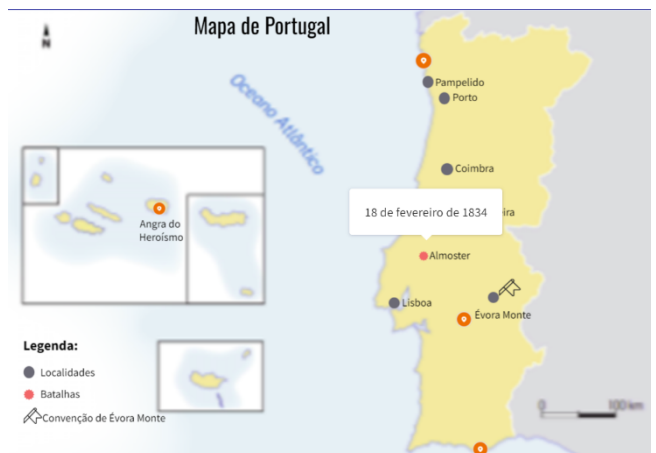 Mapa de Portugal
N
Oceano Atlântico
Pampelido
Porto
Coimbra
18 de fevereiro de 1834
Almoster
Angra do
Heroísmo
Lisboa
Évora Monte
Legenda:
Localidades
Batalhas
Convenção de Évora Monte
0 100 km